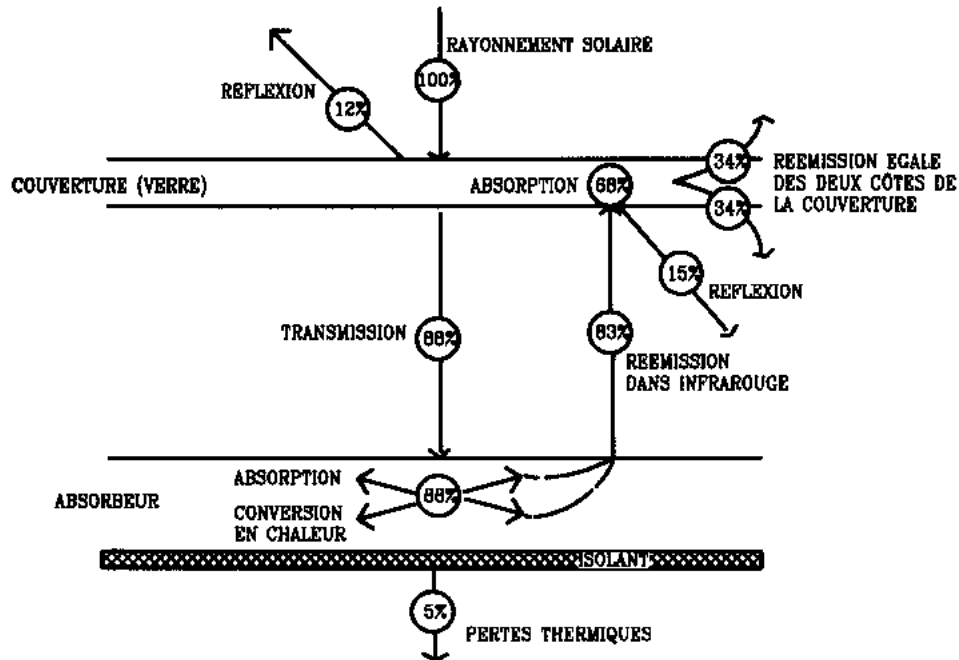 RAYONNEMENT SOLAIRE
100%
REFLEXION
12%
COUVERTURE (VERRE)
ABSORPTION
68%
34%
34%
REEMISSION EGALE
DES DEUX CÔTES DE
LA COUVERTURE
15%
REFLEXION
TRANSMISSION
88%
83%
REEMISSION
DANS INFRAROUGE
ABSORBEUR
ABSORPTION
88%
CONVERSION
EN CHALEUR
ISOLANT
5%
PERTES THERMIQUES